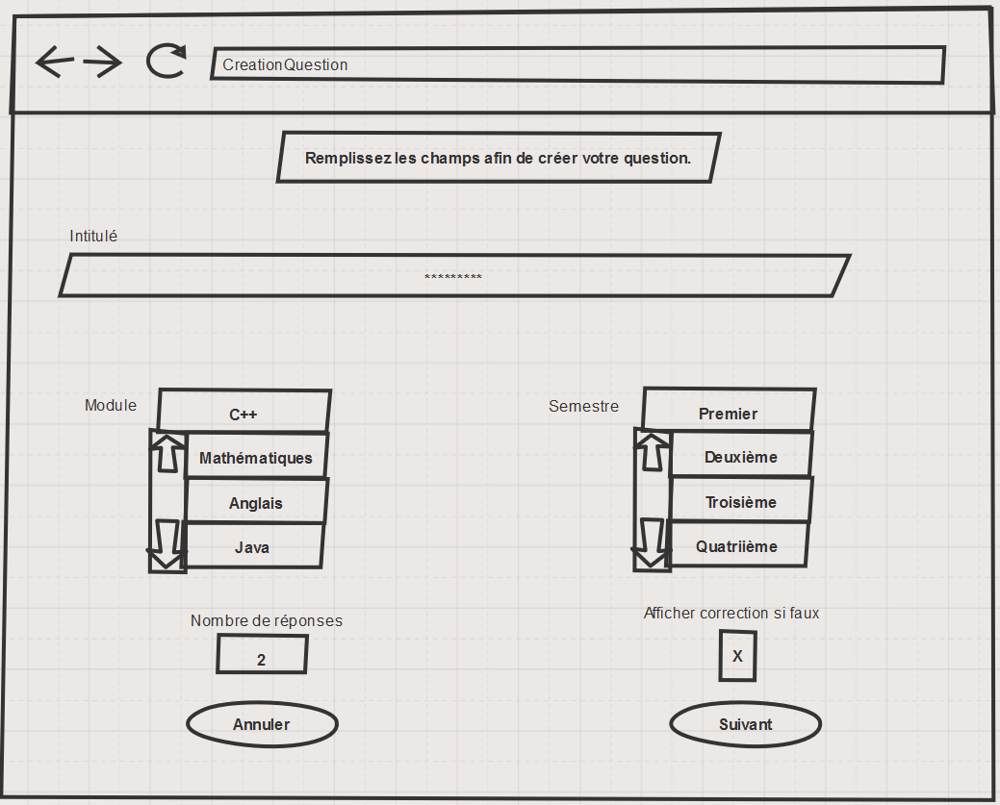 CreationQuestion
Remplissez les champs afin de créer votre question.
Intitulé
*********
Module
C++
Mathématiques
Anglais
Java
Semestre
Premier
Deuxième
Troisième
Quatriième
Nombre de réponses
2
Afficher correction si faux
X
Annuler
Suivant